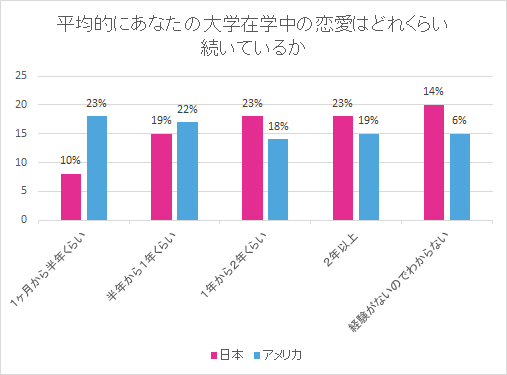 平均的にあなたの大学在学中の恋愛はどれくらい
続いているか
25
20
15
10
5
0
10%
23%
19%
22%
23%
18%
23%
19%
14%
6%
1ヶ月から半年くらい
半年から1年くらい
1年から2年くらい
2年以上
経験がないのでわからない
日本 アメリカ